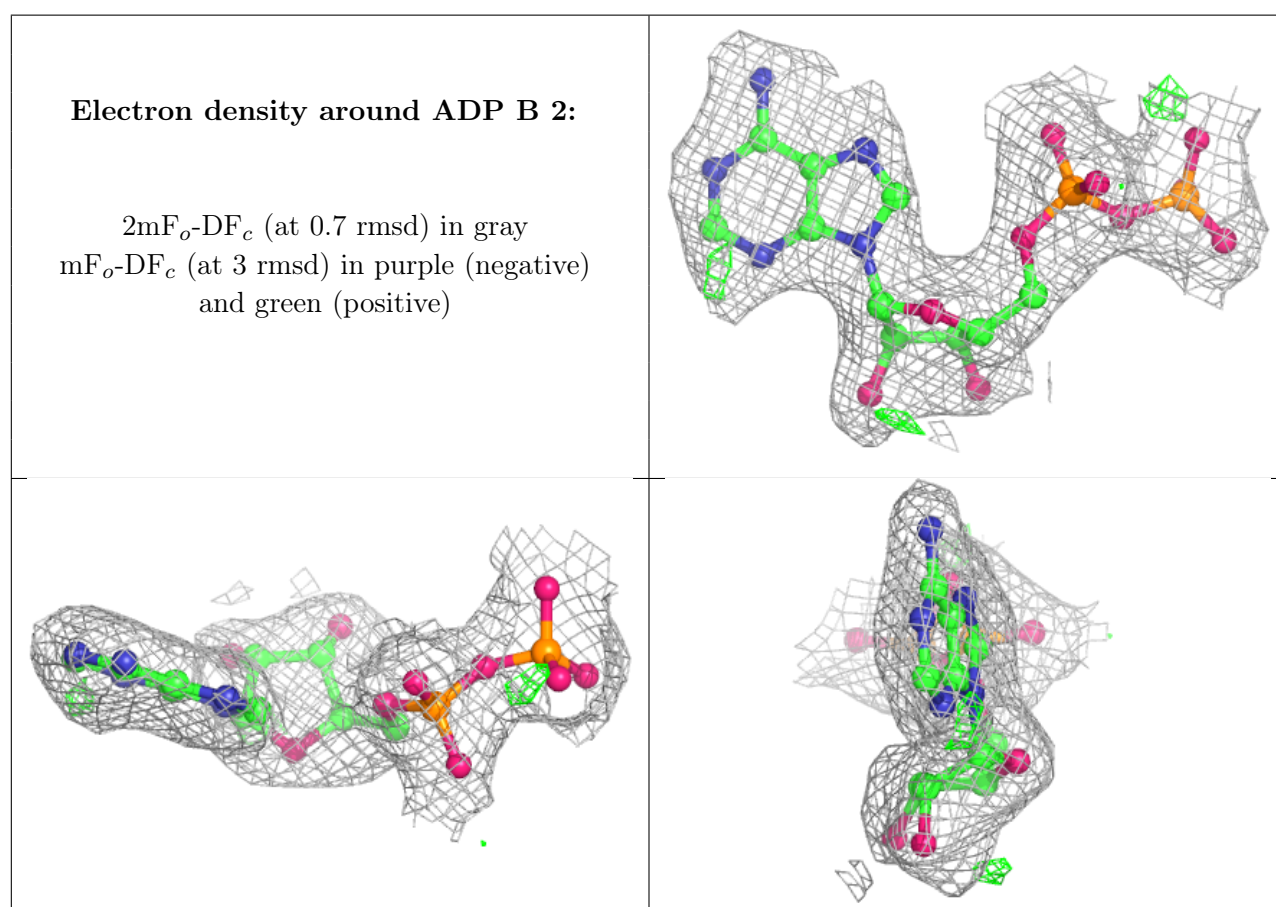 Electron density around ADP B 2:
2mFo-DFc (at 0.7 rmsd) in gray
mFo-DFc (at 3 rmsd) in purple (negative)
and green (positive)